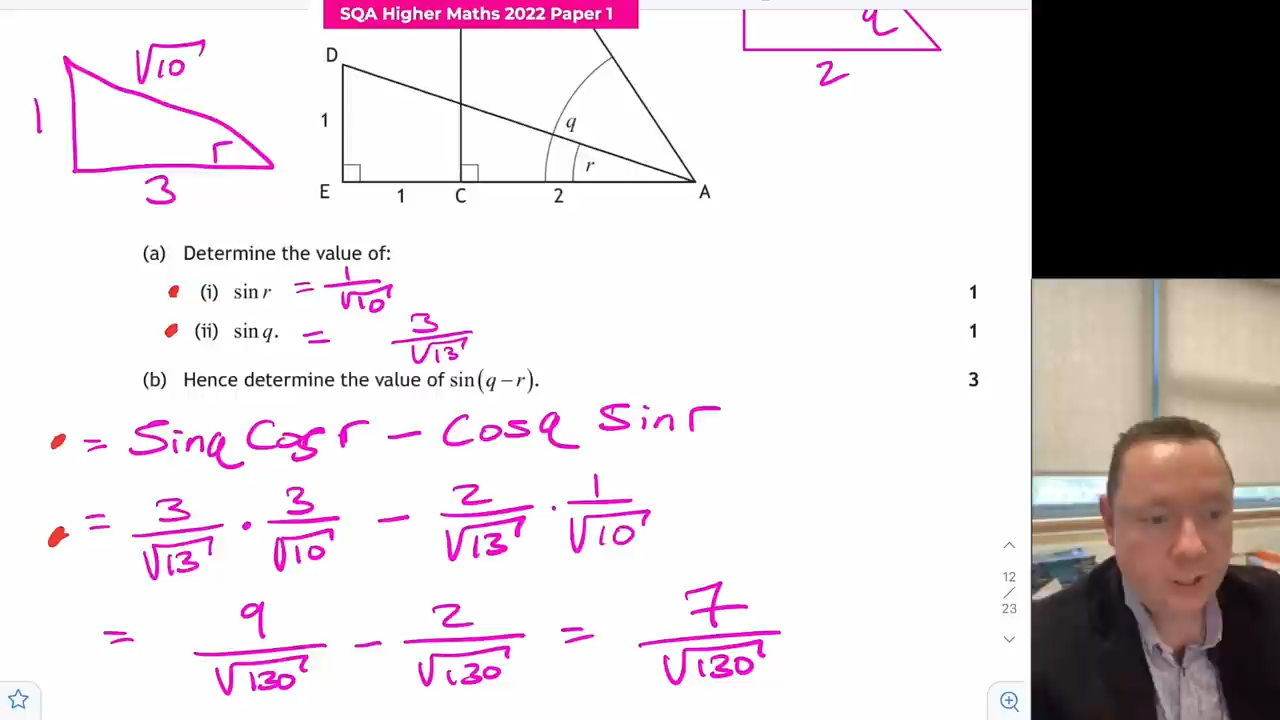 SQA Higher Maths 2022 Paper 1
√10
1
r
3
D
1
q
r
E
1
C
2
A
q
2
(a) Determine the value of:
(i) sin r = 1/√10
1
(ii) sin q. = 3/√13
1
(b) Hence determine the value of sin(q − r).
3
= Sinq Cosr − Cosq Sinr
= 3/√13 · 3/√10 − 2/√13 · 1/√10
= 9/√130 − 2/√130 = 7/√130
12
23